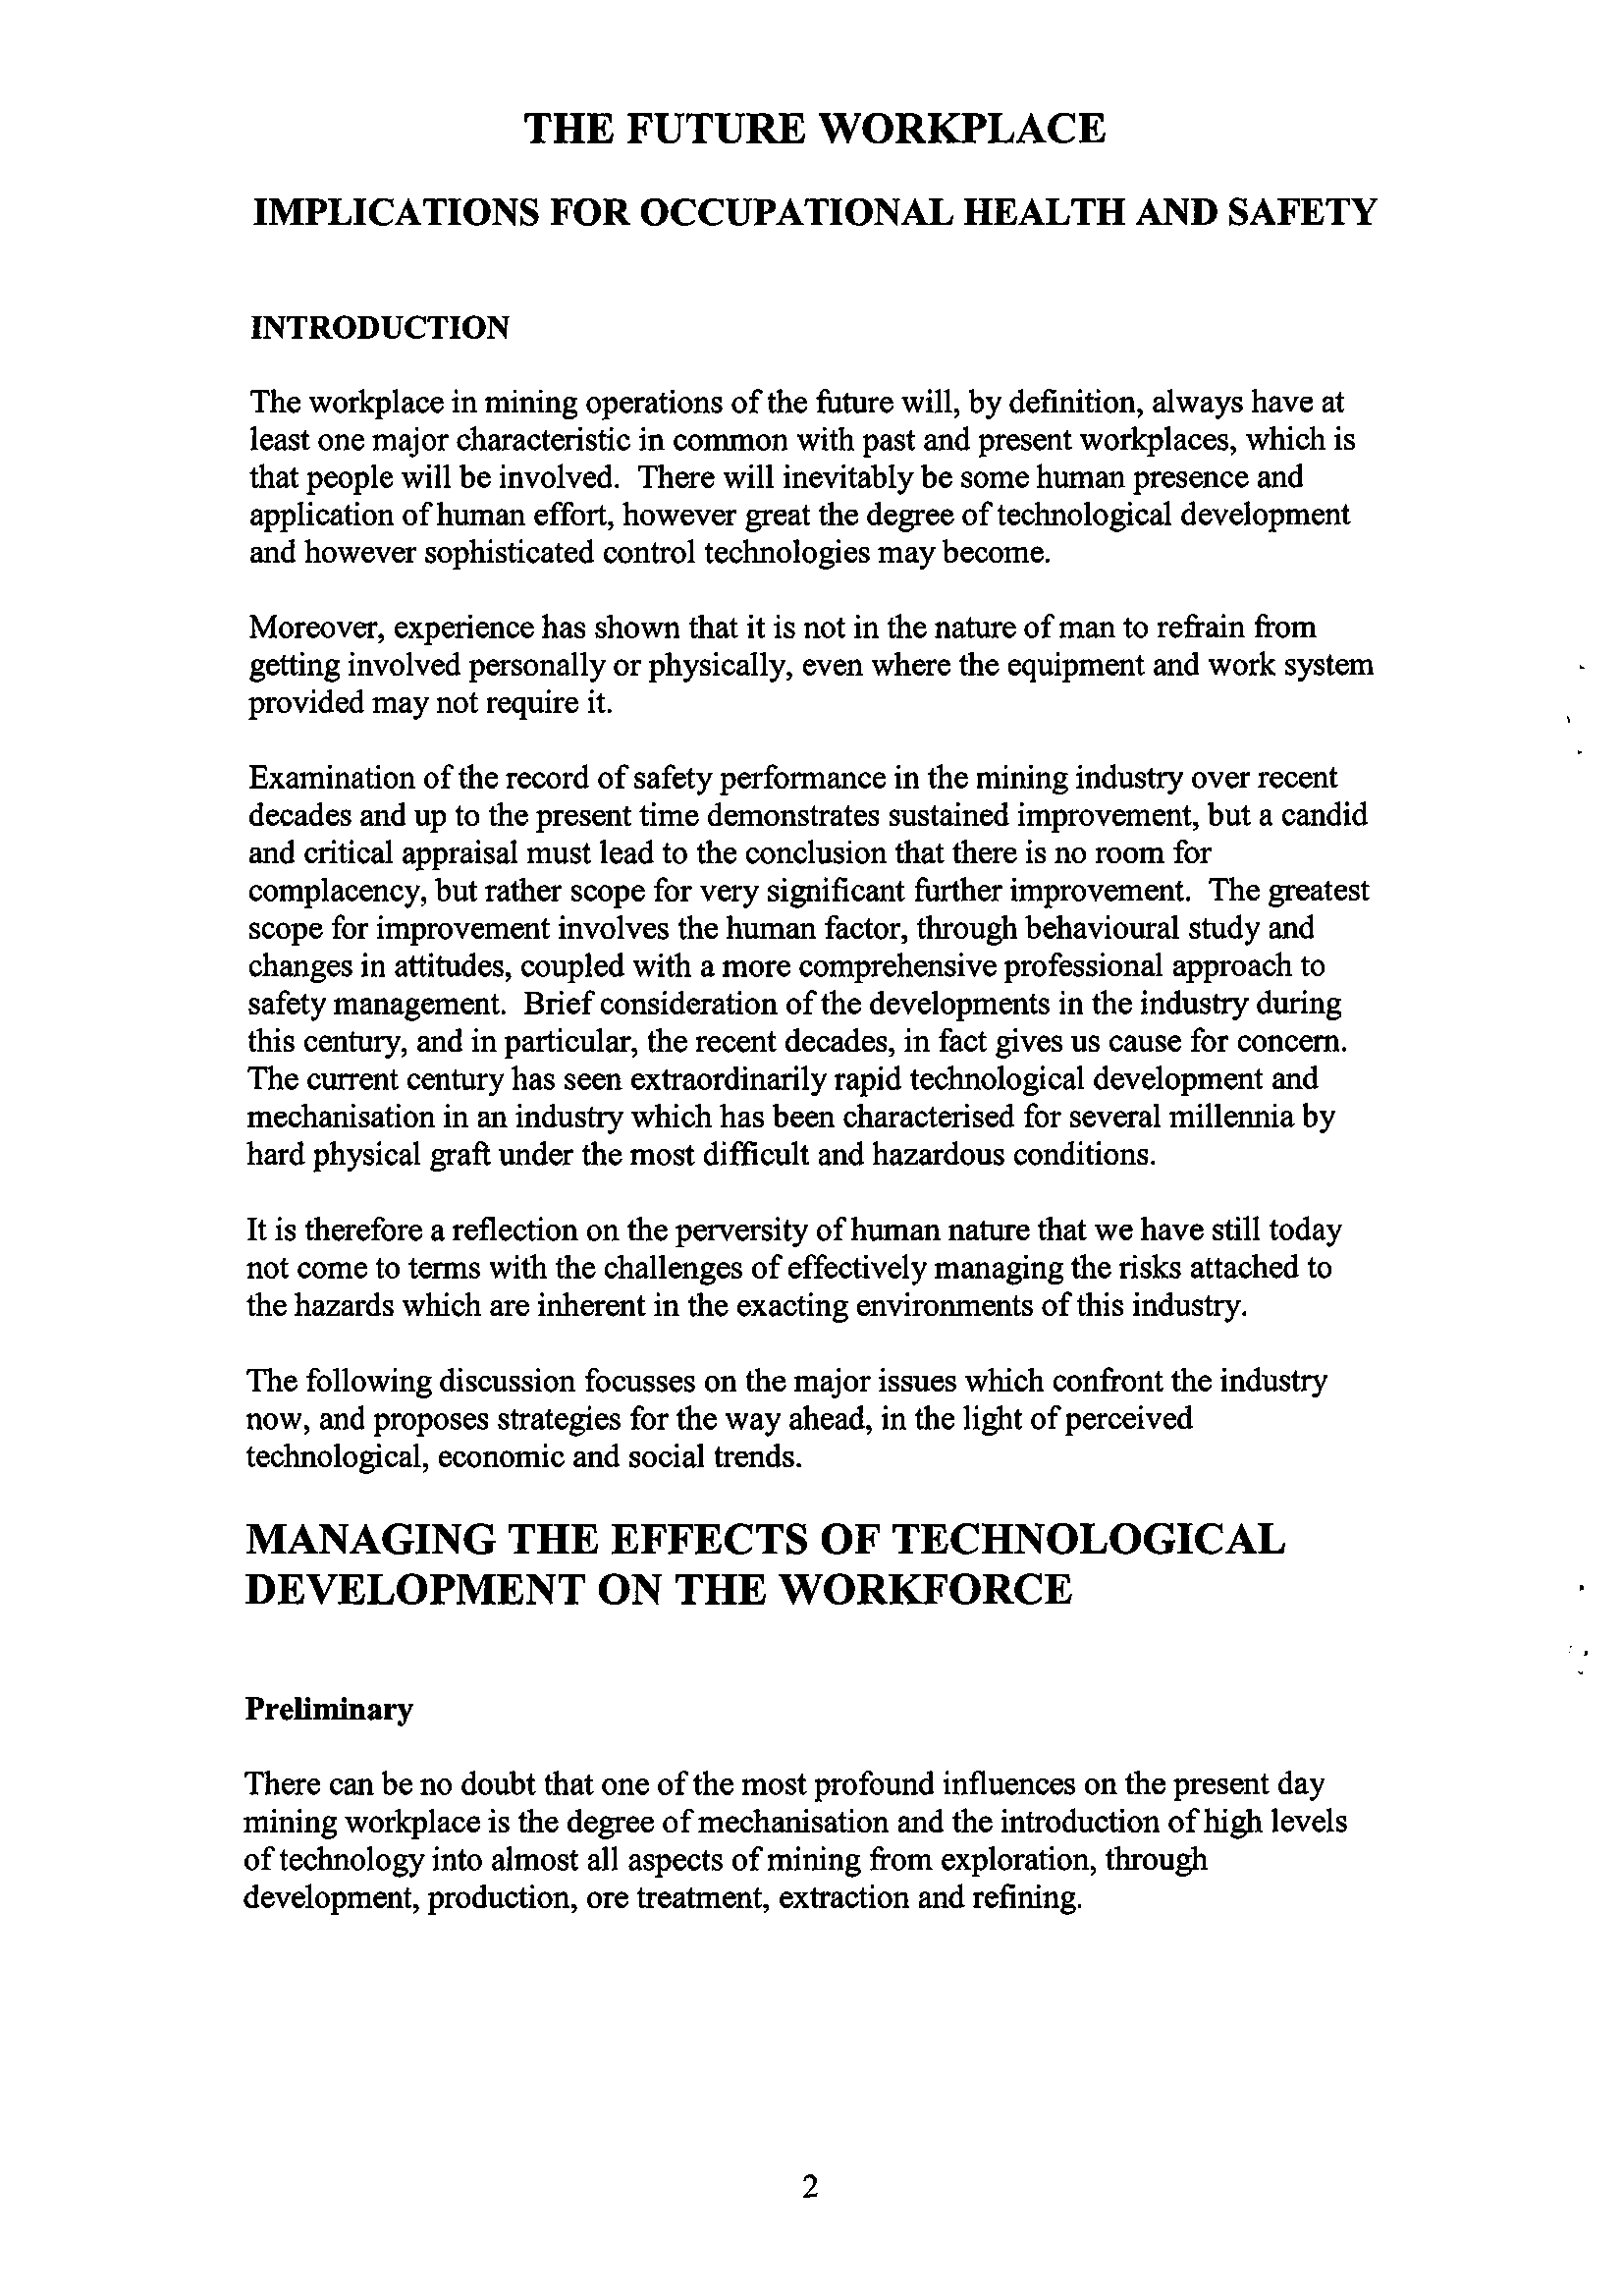 THE FUTURE WORKPLACE
IMPLICATIONS FOR OCCUPATIONAL HEALTH AND SAFETY
INTRODUCTION
The workplace in mining operations of the future will, by definition, always have at
least one major characteristic in common with past and present workplaces, which is
that people will be involved. There will inevitably be some human presence and
application of human effort, however great the degree of technological development
and however sophisticated control technologies may become.
Moreover, experience has shown that it is not in the nature of man to refrain from
getting involved personally or physically, even where the equipment and work system
provided may not require it.
Examination of the record of safety performance in the mining industry over recent
decades and up to the present time demonstrates sustained improvement, but a candid
and critical appraisal must lead to the conclusion that there is no room for
complacency, but rather scope for very significant further improvement. The greatest
scope for improvement involves the human factor, through behavioural study and
changes in attitudes, coupled with a more comprehensive professional approach to
safety management. Brief consideration of the developments in the industry during
this century, and in particular, the recent decades, in fact gives us cause for concern.
The current century has seen extraordinarily rapid technological development and
mechanisation in an industry which has been characterised for several millennia by
hard physical graft under the most difficult and hazardous conditions.
It is therefore a reflection on the perversity of human nature that we have still today
not come to terms with the challenges of effectively managing the risks attached to
the hazards which are inherent in the exacting environments of this industry.
The following discussion focusses on the major issues which confront the industry
now, and proposes strategies for the way ahead, in the light of perceived
technological, economic and social trends.
MANAGING THE EFFECTS OF TECHNOLOGICAL
DEVELOPMENT ON THE WORKFORCE
Preliminary
There can be no doubt that one of the most profound influences on the present day
mining workplace is the degree of mechanisation and the introduction of high levels
of technology into almost all aspects of mining from exploration, through
development, production, ore treatment, extraction and refining.
2